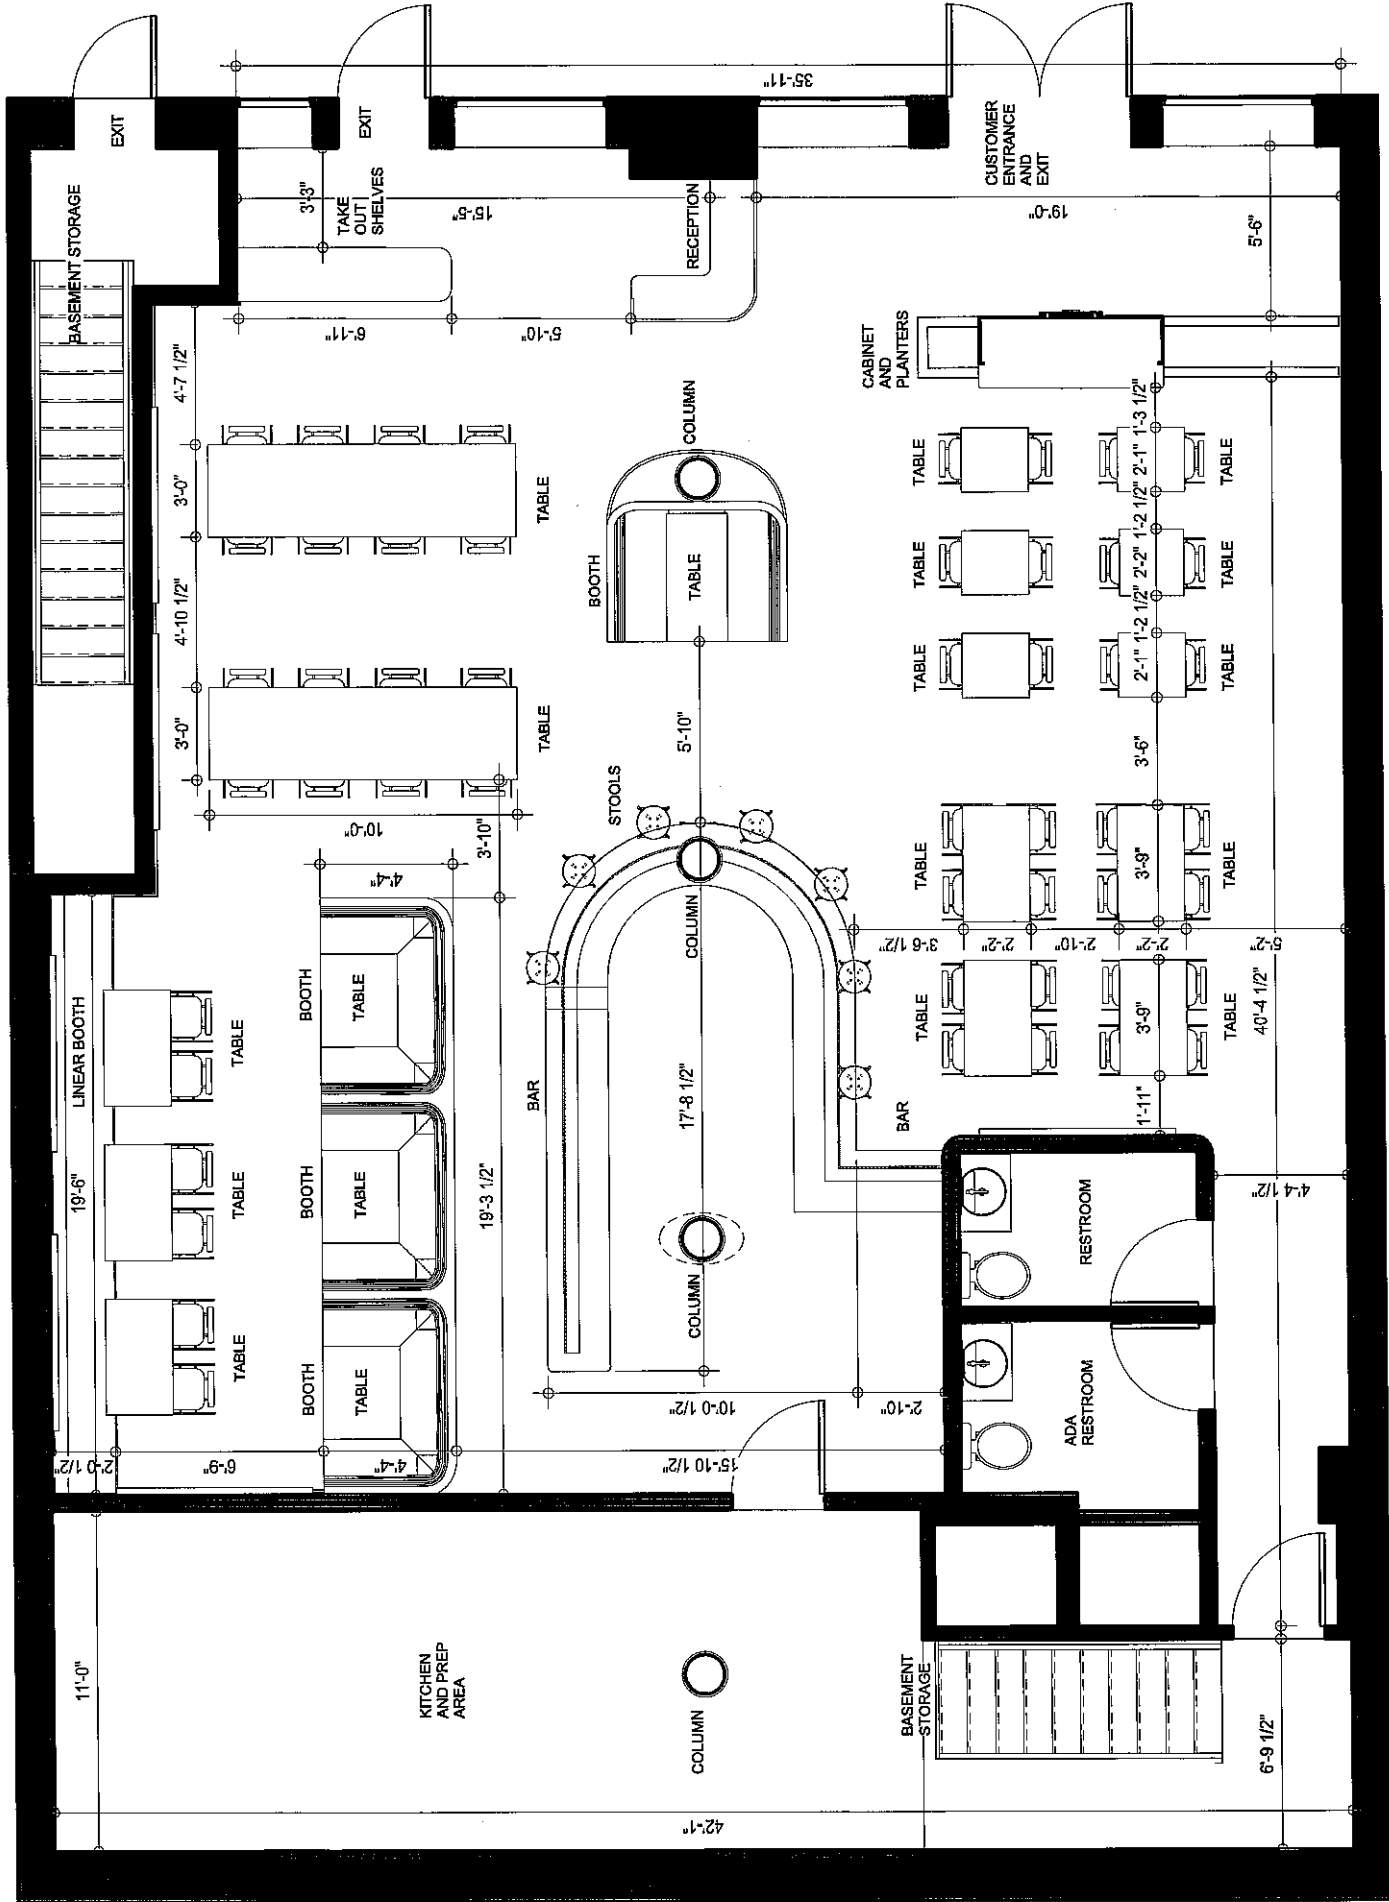 EXIT
EXIT
35'-11"
CUSTOMER
ENTRANCE
AND
EXIT
BASEMENT STORAGE
3'-3"
TAKE
OUT
SHELVES
15'-5"
RECEPTION
19'-0"
5'-6"
4'-7 1/2"
6'-11"
5'-10"
CABINET
AND
PLANTERS
3'-0"
TABLE
COLUMN
BOOTH
TABLE
TABLE
2'-1"
1'-3 1/2"
TABLE
4'-10 1/2"
TABLE
2'-2"
1'-2 1/2"
TABLE
TABLE
2'-1"
1'-2 1/2"
TABLE
3'-0"
TABLE
5'-10"
3'-6"
10'-0"
3'-10"
STOOLS
4'-4"
COLUMN
TABLE
3'-9"
TABLE
3'-6 1/2"
2'-2"
2'-10"
2'-2"
5'-2"
LINEAR BOOTH
TABLE
BOOTH
TABLE
TABLE
3'-9"
TABLE
40'-4 1/2"
BAR
17'-8 1/2"
BAR
1'-11"
19'-6"
TABLE
BOOTH
TABLE
19'-3 1/2"
4'-4 1/2"
RESTROOM
COLUMN
TABLE
BOOTH
TABLE
10'-0 1/2"
2'-10"
ADA
RESTROOM
2'-0 1/2"
6'-9"
4'-4"
15'-10 1/2"
11'-0"
KITCHEN
AND PREP
AREA
COLUMN
BASEMENT
STORAGE
6'-9 1/2"
42'-1"